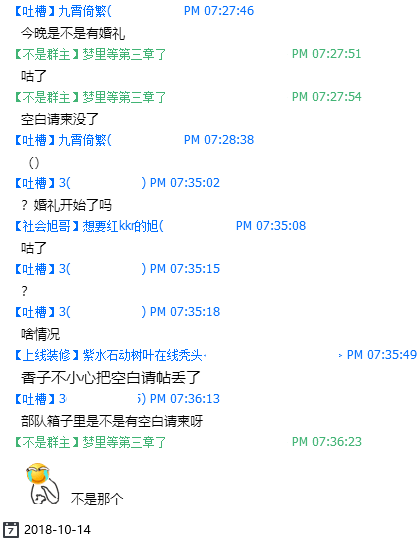 【吐槽】九霄倚繁( PM 07:27:46
今晚是不是有婚礼
【不是群主】梦里等第三章了 PM 07:27:51
咕了
【不是群主】梦里等第三章了 PM 07:27:54
空白请柬没了
【吐槽】九霄倚繁( PM 07:28:38
（）
【吐槽】3( ) PM 07:35:02
？婚礼开始了吗
【社会旭哥】想要红kkr的旭( PM 07:35:08
咕了
【吐槽】3( ) PM 07:35:15
？
【吐槽】3( ) PM 07:35:18
啥情况
【上线装修】紫水石动树叶在线秃头 PM 07:35:49
香子不小心把空白请帖丢了
【吐槽】3 ) PM 07:36:13
部队箱子里是不是有空白请柬呀
【不是群主】梦里等第三章了 PM 07:36:23
不是那个
7 2018-10-14